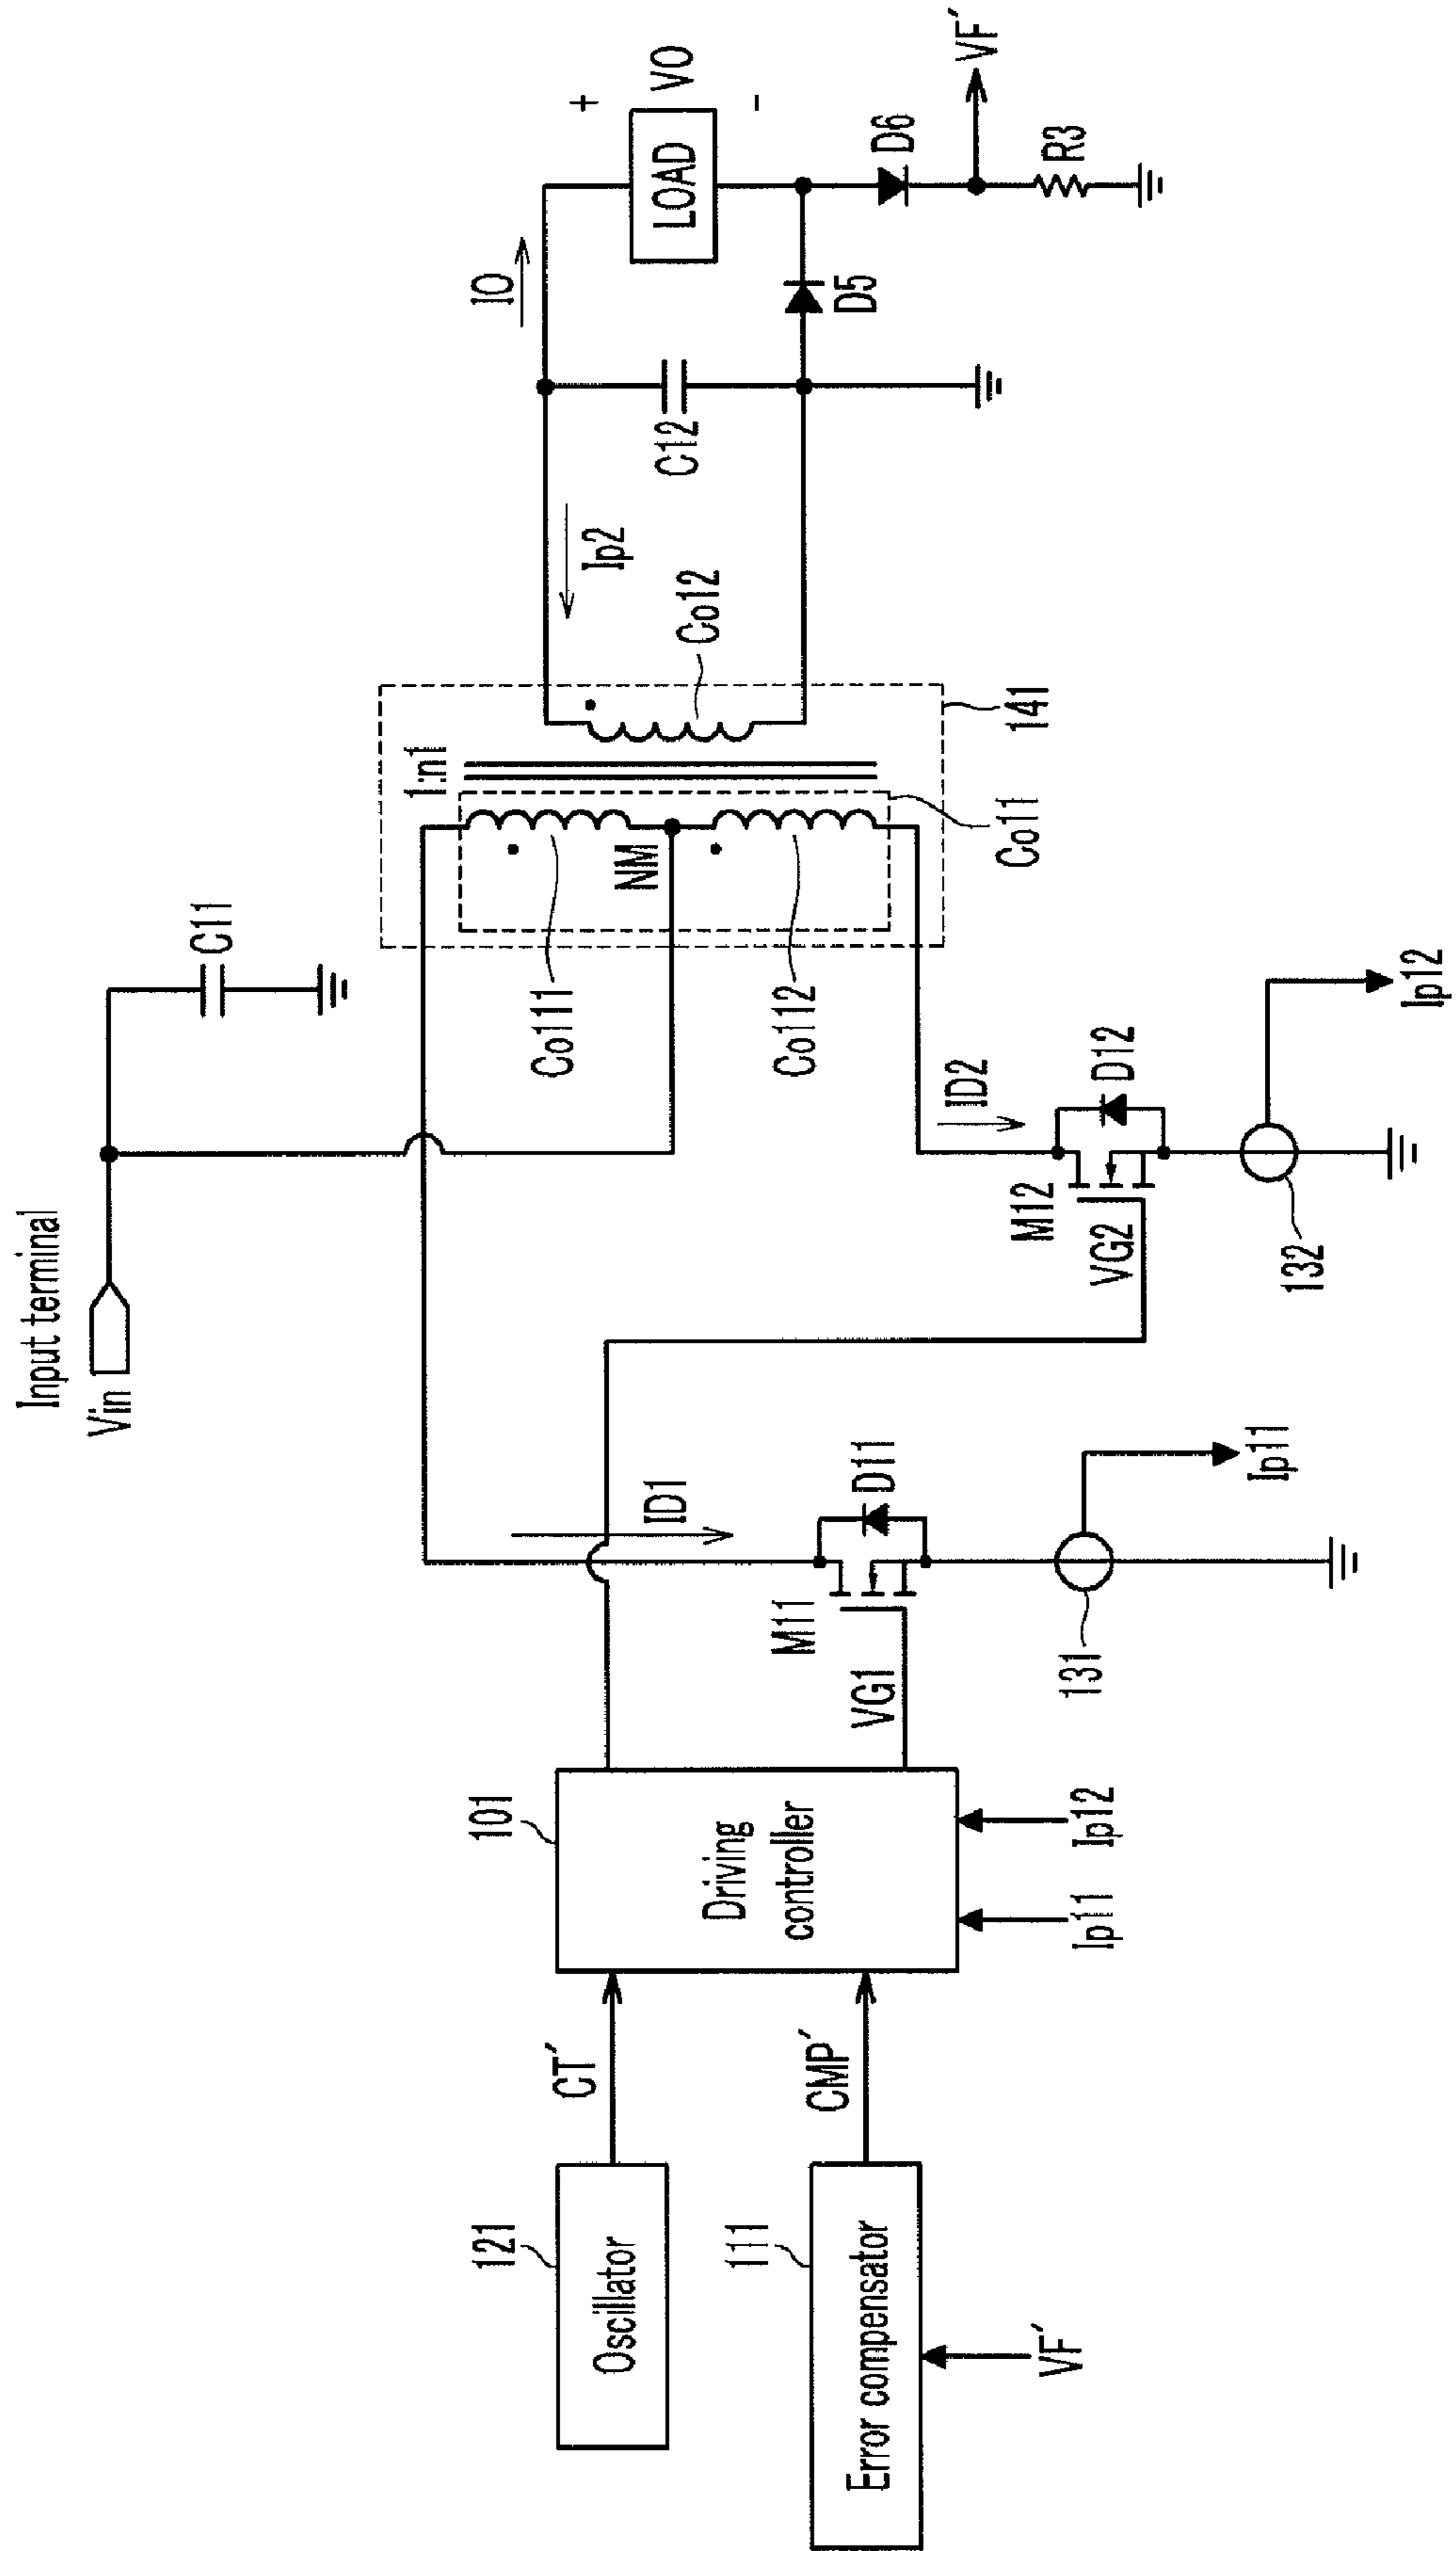 Input terminal
Vin
C11
141
1:n1
Co111
NM
Co112
Co11
Co12
Ip2
C12
IO
+
LOAD
VO
-
D5
D6
VF′
R3
121
Oscillator
CT′
111
Error compensator
CMP′
VF′
101
Driving
controller
Ip11
Ip12
VG1
M11
ID1
D11
131
Ip11
VG2
M12
ID2
D12
132
Ip12